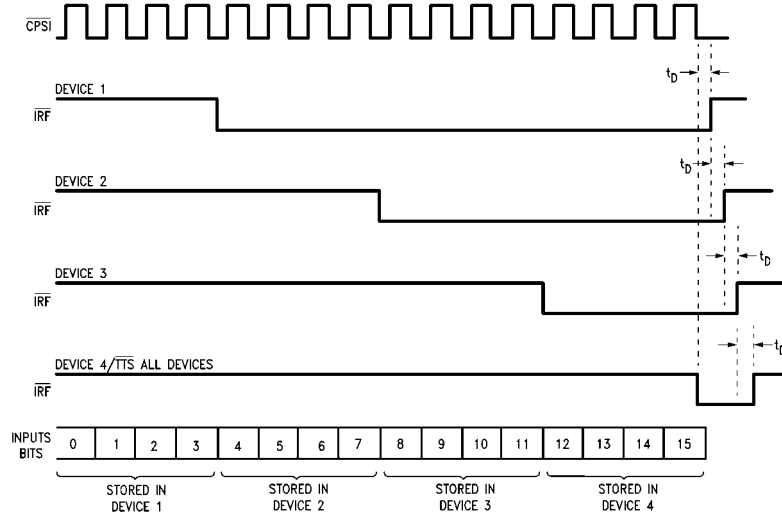 CPSI
t_D
DEVICE 1
IRF
t_D
DEVICE 2
IRF
t_D
DEVICE 3
IRF
t_D
DEVICE 4/TTS ALL DEVICES
IRF
INPUTS BITS 0 1 2 3 4 5 6 7 8 9 10 11 12 13 14 15
STORED IN DEVICE 1
STORED IN DEVICE 2
STORED IN DEVICE 3
STORED IN DEVICE 4